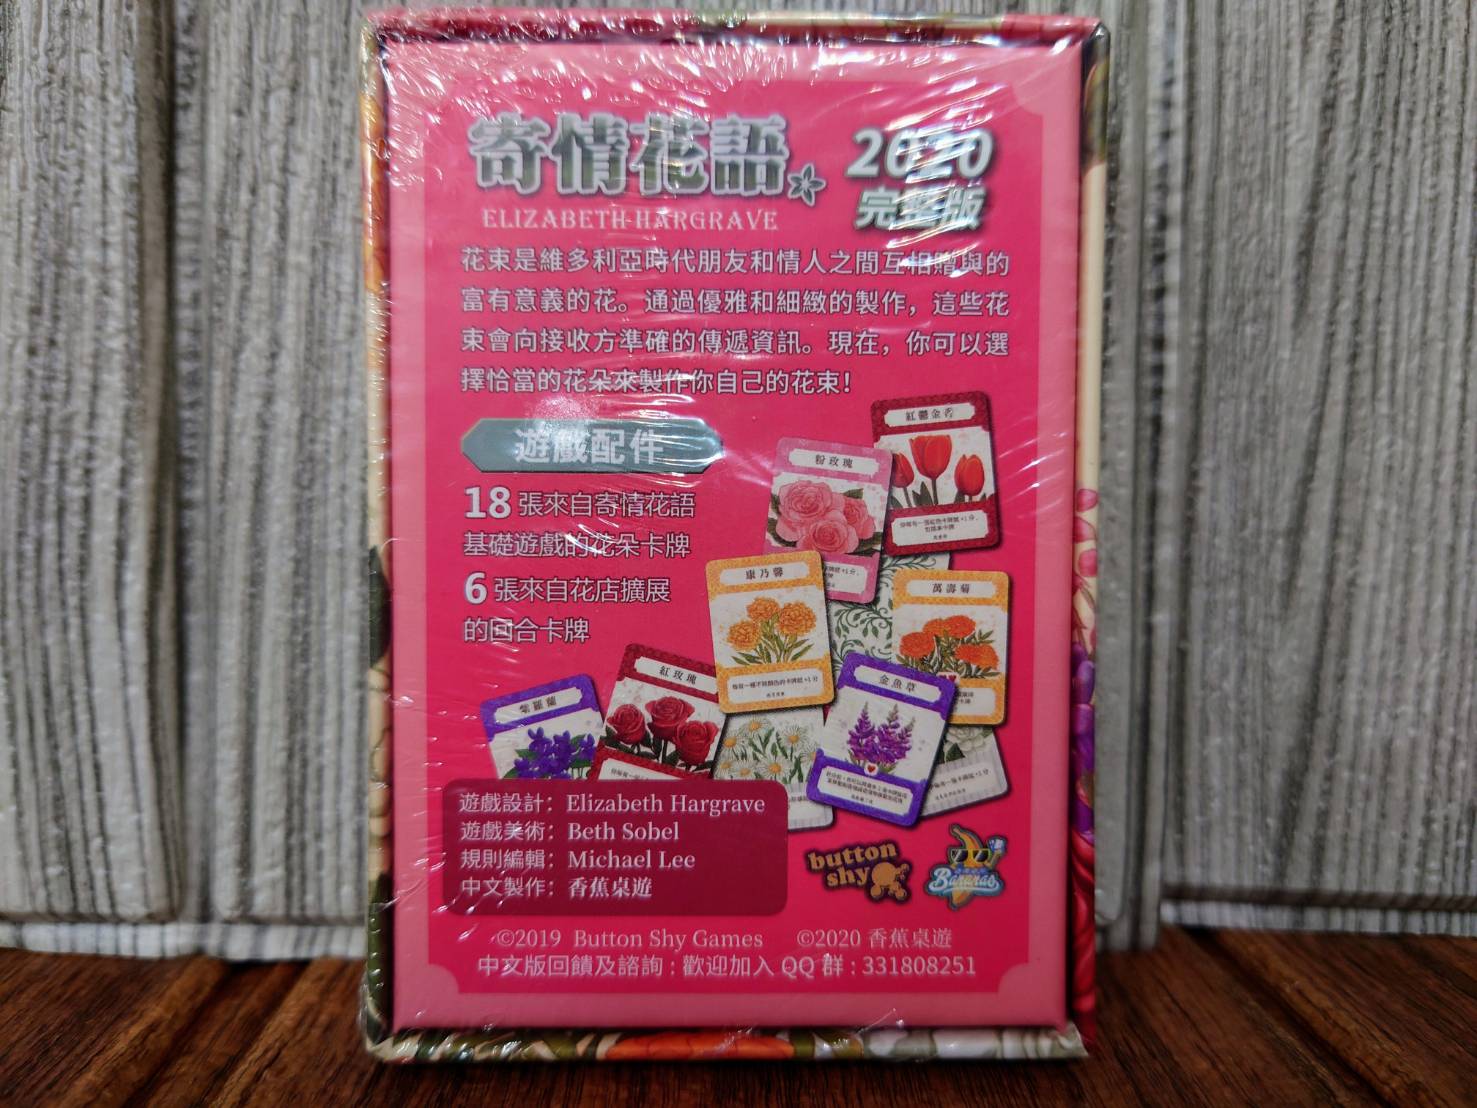 寄情花語
2020
完整版
ELIZABETH HARGRAVE
花束是維多利亞時代朋友和情人之間互相贈與的
富有意義的花。通過優雅和細緻的製作，這些花
束會向接收方準確的傳遞資訊。現在，你可以選
擇恰當的花朵來製作你自己的花束！
遊戲配件
18 張來自寄情花語
基礎遊戲的花朵卡牌
6 張來自花店擴展
的回合卡牌
紅鬱金香
粉玫瑰
康乃馨
萬壽菊
紅玫瑰
金魚草
紫羅蘭
遊戲設計：Elizabeth Hargrave
遊戲美術：Beth Sobel
規則編輯：Michael Lee
中文製作：香蕉桌遊
button
shy
Bananas
©2019 Button Shy Games ©2020 香蕉桌遊
中文版回饋及諮詢：歡迎加入 QQ 群：331808251